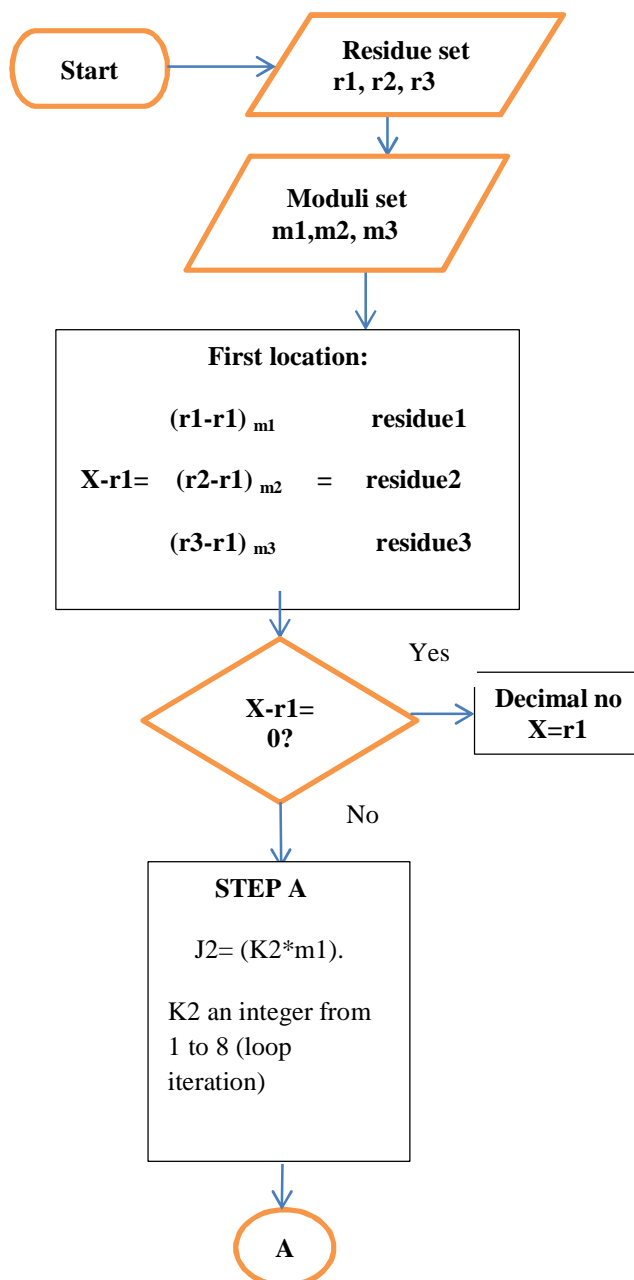 Start
Residue set
r1, r2, r3
Moduli set
m1,m2, m3
First location:
(r1-r1) m1 residue1
X-r1= (r2-r1) m2 = residue2
(r3-r1) m3 residue3
Yes
X-r1=
0?
Decimal no
X=r1
No
STEP A
J2= (K2*m1).
K2 an integer from
1 to 8 (loop
iteration)
A